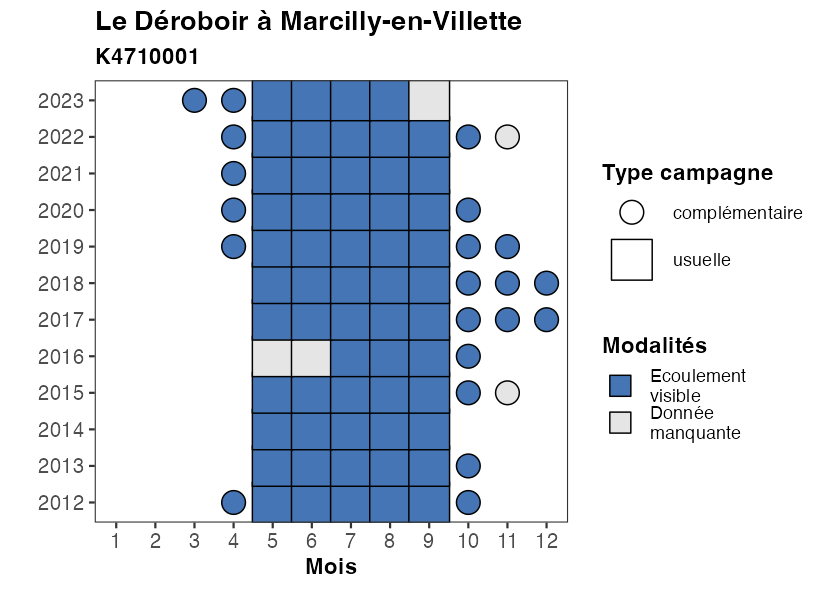 Le Déroboir à Marcilly-en-Villette
K4710001
2023
2022
2021
2020
2019
2018
2017
2016
2015
2014
2013
2012
1 2 3 4 5 6 7 8 9 10 11 12
Mois
Type campagne
complémentaire
usuelle
Modalités
Ecoulement
visible
Donnée
manquante